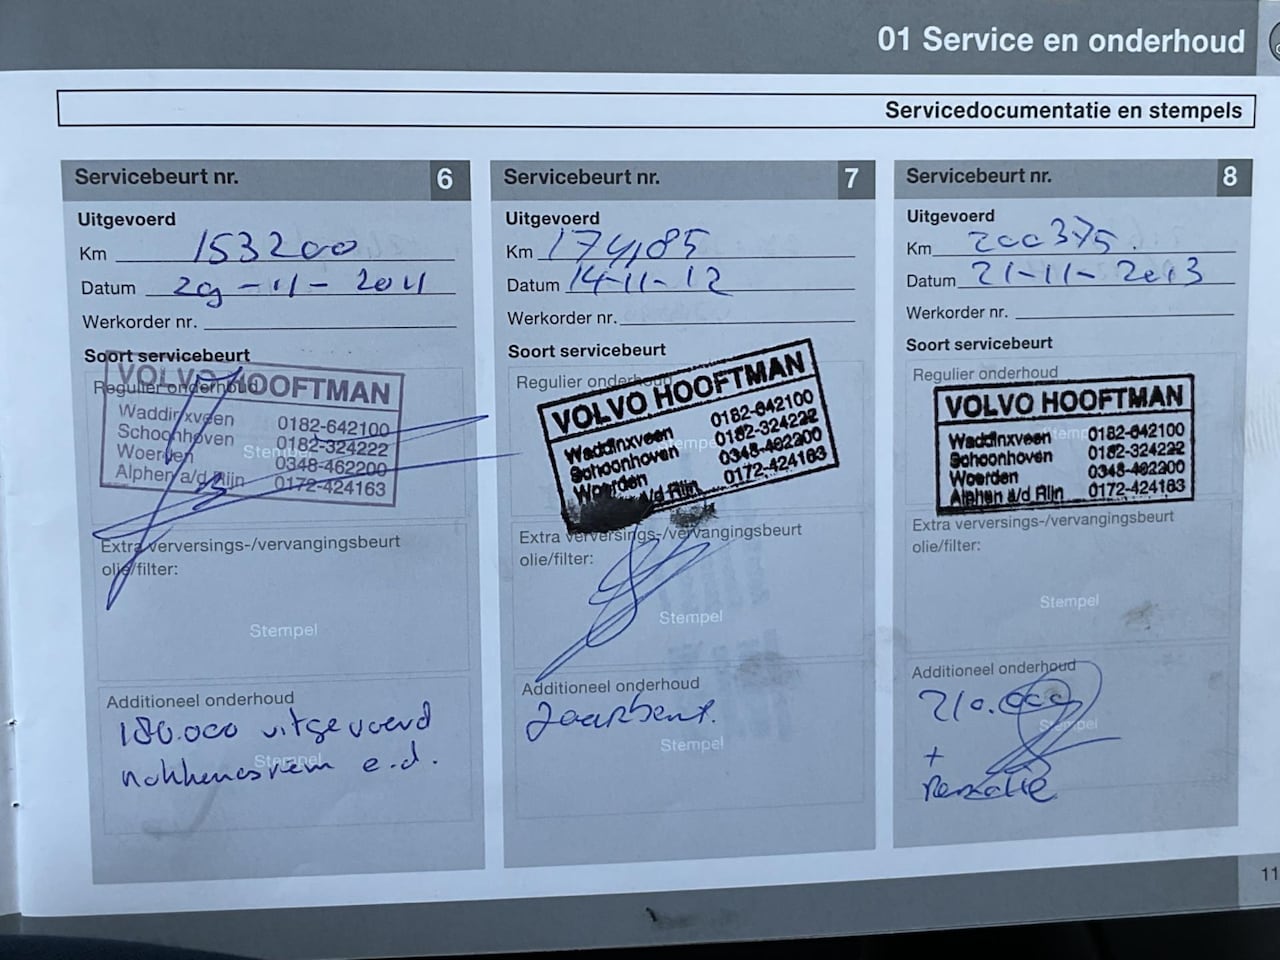 01 Service en onderhoud
Servicedocumentatie en stempels
Servicebeurt nr. 6
Uitgevoerd
Km 153200
Datum 29-11-2011
Werkorder nr.
Soort servicebeurt
Regulier onderhoud
VOLVO HOOFTMAN
Waddinxveen 0182-642100
Schoonhoven 0182-324222
Woerden 0348-462200
Alphen a/d Rijn 0172-424163
Stempel
Extra verversings-/vervangingsbeurt
olie/filter:
Stempel
Additioneel onderhoud
180.000 uitgevoerd
nokkenasriem e.d.
Stempel
Servicebeurt nr. 7
Uitgevoerd
Km 174185
Datum 14-11-12
Werkorder nr.
Soort servicebeurt
Regulier onderhoud
VOLVO HOOFTMAN
Waddinxveen 0182-642100
Schoonhoven 0182-324222
Woerden 0348-462200
a/d Rijn 0172-424163
Stempel
Extra verversings-/vervangingsbeurt
olie/filter:
Stempel
Additioneel onderhoud
Jaarbeurt.
Stempel
Servicebeurt nr. 8
Uitgevoerd
Km 200375
Datum 21-11-2013
Werkorder nr.
Soort servicebeurt
Regulier onderhoud
VOLVO HOOFTMAN
Waddinxveen 0182-642100
Schoonhoven 0182-324222
Woerden 0348-462200
Alphen a/d Rijn 0172-424163
Stempel
Extra verversings-/vervangingsbeurt
olie/filter:
Stempel
Additioneel onderhoud
210.000
Stempel
+
11